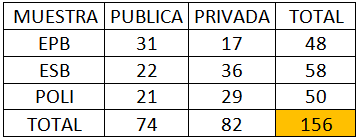 MUESTRA PUBLICA PRIVADA TOTAL
EPB 31 17 48
ESB 22 36 58
POLI 21 29 50
TOTAL 74 82 156